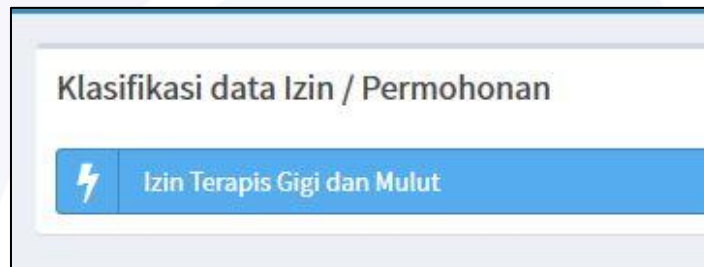 Klasifikasi data Izin / Permohonan
Izin Terapis Gigi dan Mulut